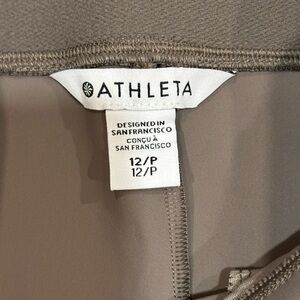 ATHLETA
DESIGNED IN
SAN FRANCISCO
CONÇU À
SAN FRANCISCO
12/P
12/P